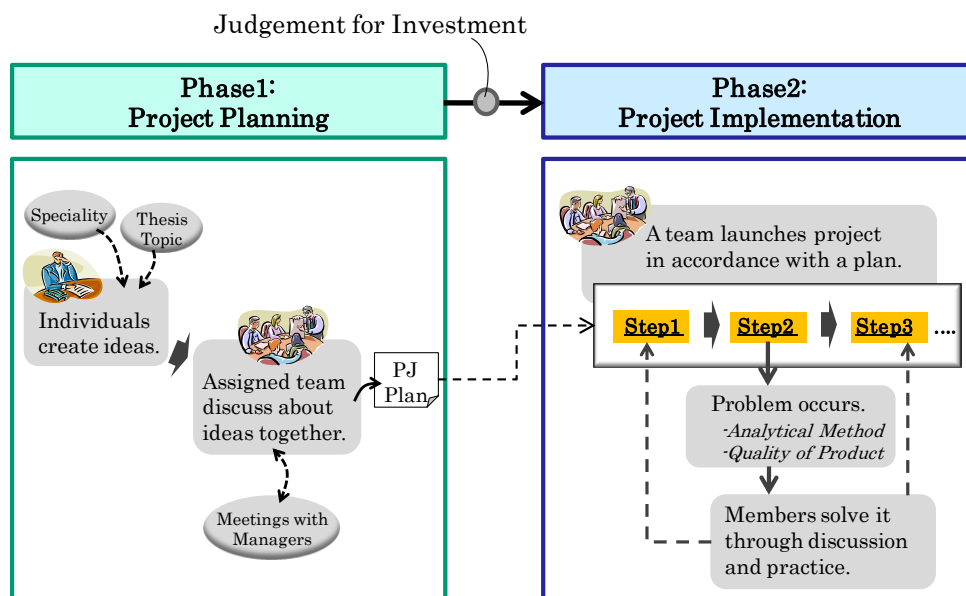 Judgement for Investment
Phase1:
Project Planning
Phase2:
Project Implementation
Speciality
Thesis
Topic
Individuals
create ideas.
Assigned team
discuss about
ideas together.
PJ
Plan
Meetings with
Managers
A team launches project
in accordance with a plan.
Step1
Step2
Step3
....
Problem occurs.
-Analytical Method
-Quality of Product
Members solve it
through discussion
and practice.